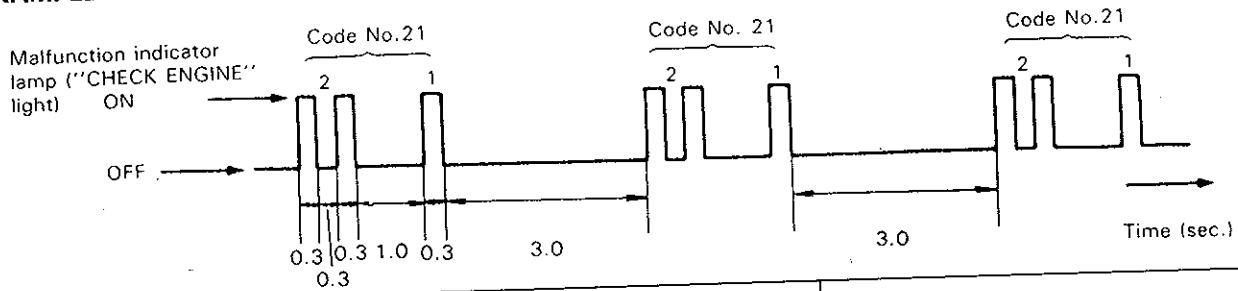 Code No.21
Code No. 21
Code No.21
Malfunction indicator
lamp ("CHECK ENGINE"
light) ON
2 1
2 1
2 1
OFF
0.3 0.3 1.0 0.3 3.0
0.3
3.0
Time (sec.)